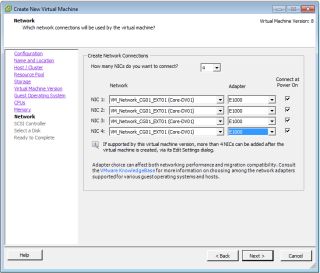 Create New Virtual Machine
Network
Which network connections will be used by the virtual machine?
Virtual Machine Version: 8
Configuration
Name and Location
Host / Cluster
Resource Pool
Storage
Virtual Machine Version
Guest Operating System
CPUs
Memory
Network
SCSI Controller
Select a Disk
Ready to Complete
Create Network Connections
How many NICs do you want to connect? 4
Network Adapter Connect at Power On
NIC 1: VM_Network_CS01_EXT01 (Core-DV01) E1000
NIC 2: VM_Network_CS01_EXT01 (Core-DV01) E1000
NIC 3: VM_Network_CS01_EXT01 (Core-DV01) E1000
NIC 4: VM_Network_CS01_EXT01 (Core-DV01) E1000
If supported by this virtual machine version, more than 4 NICs can be added after the
virtual machine is created, via its Edit Settings dialog.
Adapter choice can affect both networking performance and migration compatibility. Consult
the VMware KnowledgeBase for more information on choosing among the network adapters
supported for various guest operating systems and hosts.
Help
< Back
Next >
Cancel